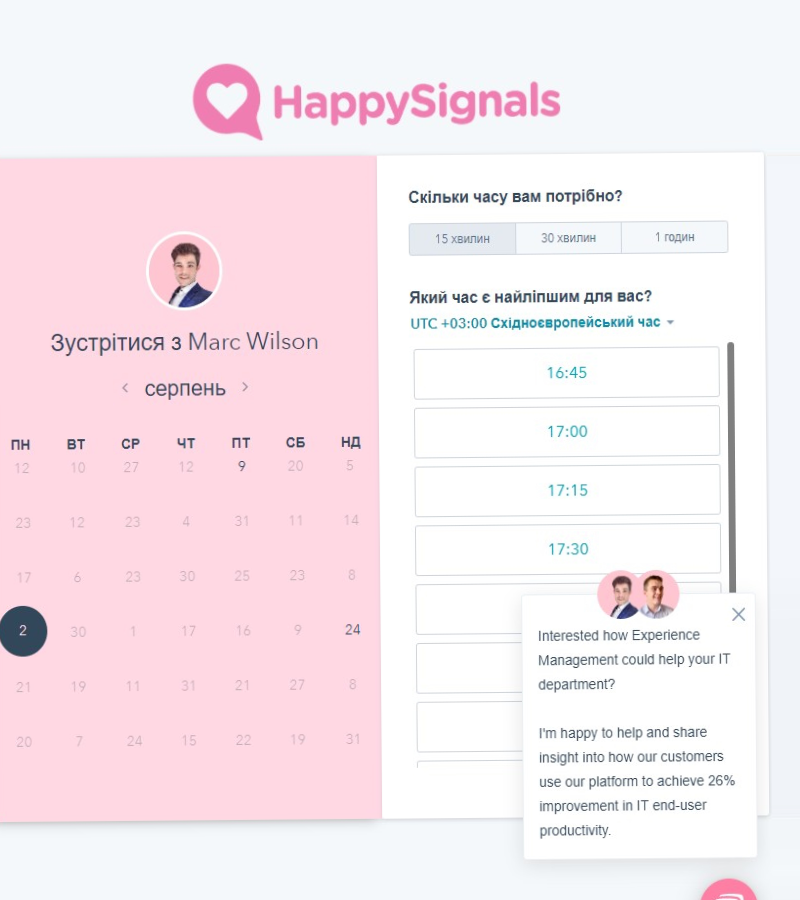 HappySignals
Зустрітися з Marc Wilson
серпень
ПН ВТ СР ЧТ ПТ СБ НД
12 10 27 12 9 20 5
23 12 23 4 31 11 14
17 6 23 30 25 23 8
2 30 1 17 16 9 24
21 19 11 31 21 27 8
20 7 24 15 22 19 31
Скільки часу вам потрібно?
15 хвилин 30 хвилин 1 годин
Який час є найліпшим для вас?
UTC +03:00 Східноєвропейський час
16:45
17:00
17:15
17:30
Interested how Experience
Management could help your IT
department?
I'm happy to help and share
insight into how our customers
use our platform to achieve 26%
improvement in IT end-user
productivity.